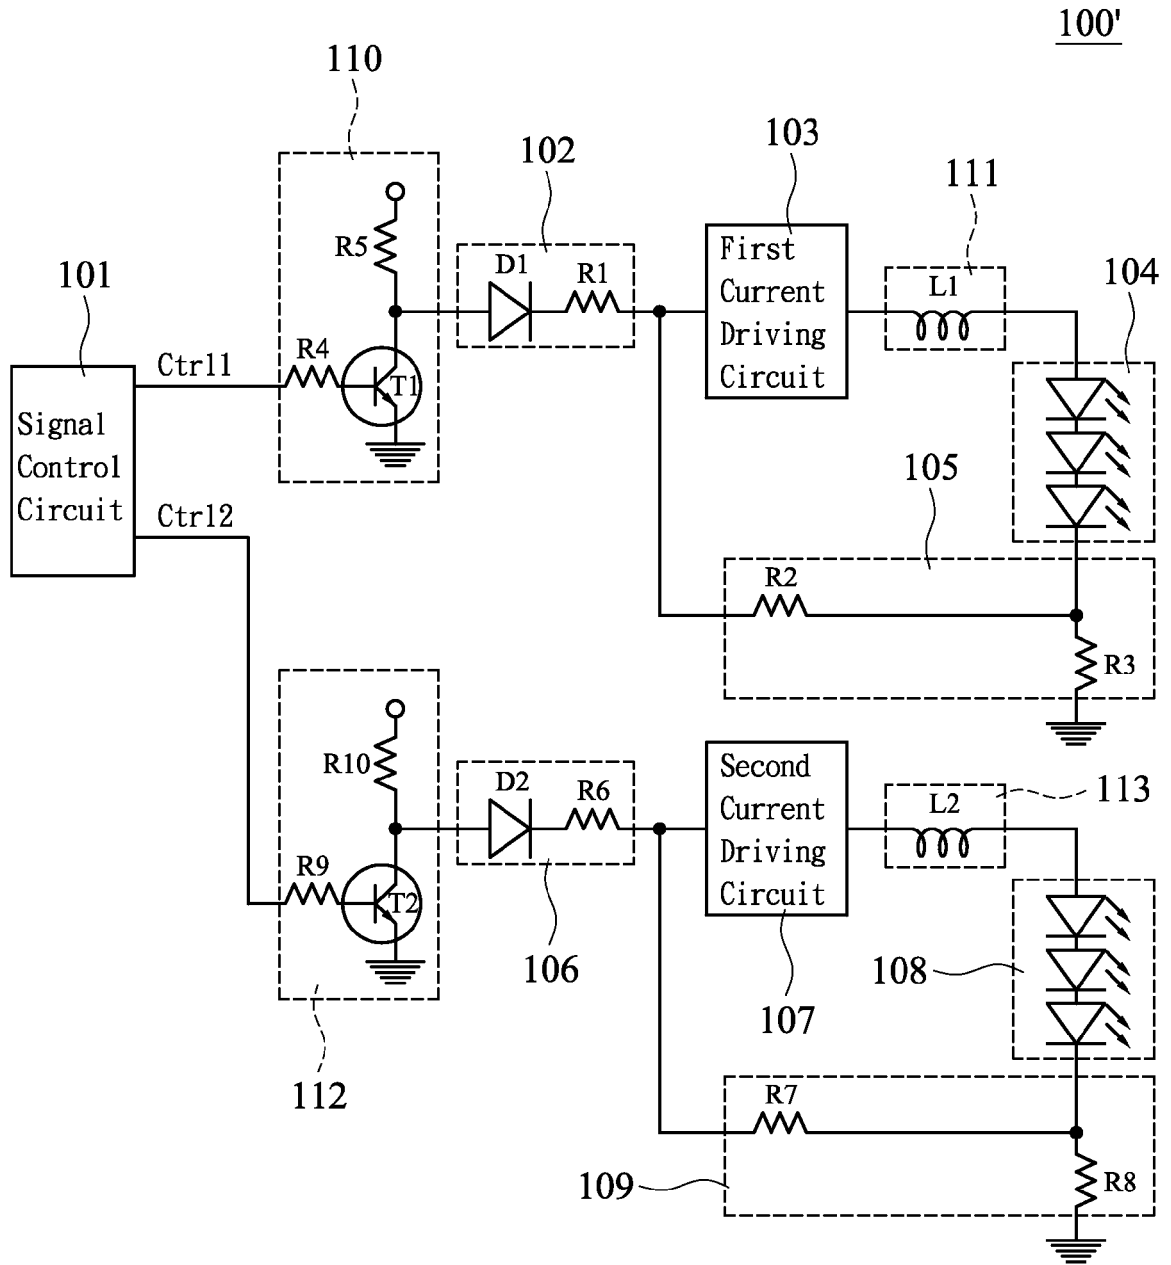 100'
110
102
103
111
104
101
R5
D1
R1
First
Current
Driving
Circuit
L1
Ctrl1
R4
T1
Signal
Control
Circuit
Ctrl2
105
R2
R3
R10
D2
R6
Second
Current
Driving
Circuit
L2
113
R9
T2
106
107
108
112
R7
109
R8